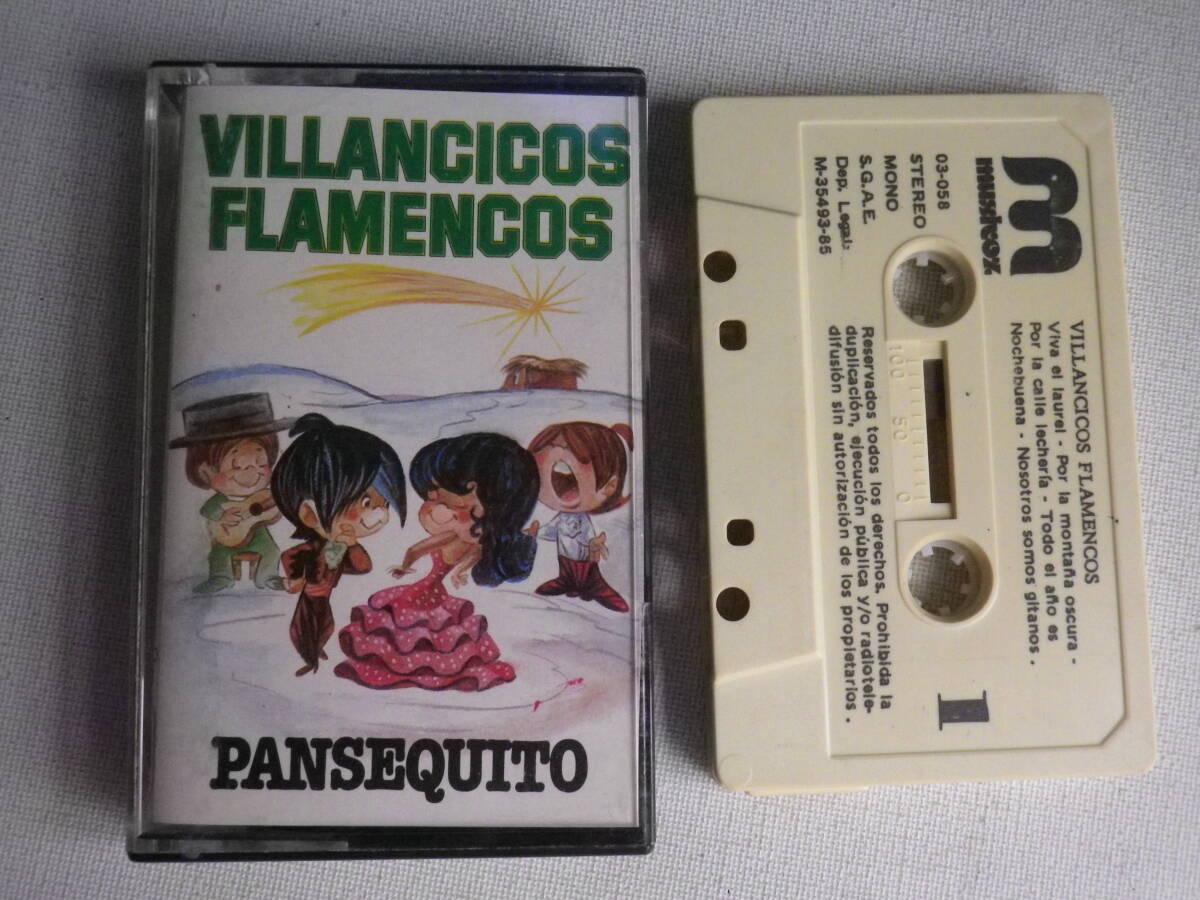 VILLANCICOS
FLAMENCOS
PANSEQUITO
musicox
03-058
STEREO
MONO
S.G.A.E.
Dep. Legal:
M-35493-85
VILLANCICOS FLAMENCOS
Viva el laurel - Por la montaña oscura -
Por la calle lechería - Todo el año es
Nochebuena - Nosotros somos gitanos.
100 50 0
Reservados todos los derechos. Prohibida la
duplicación, ejecución pública y/o radiotele-
difusión sin autorización de los propietarios.
1